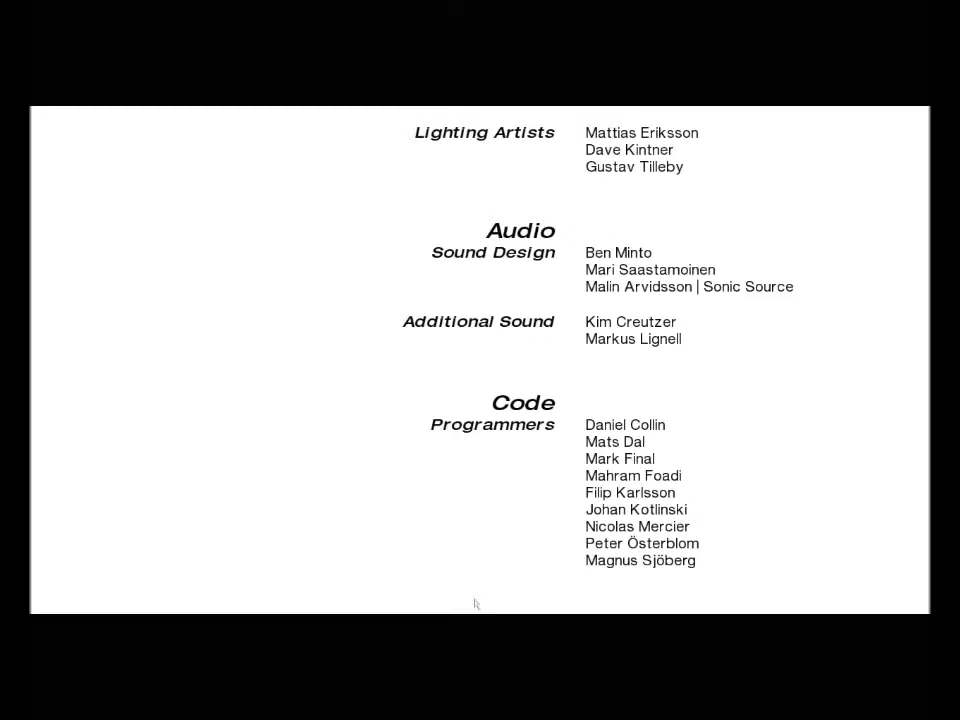 Lighting Artists Mattias Eriksson
Dave Kintner
Gustav Tilleby
Audio
Sound Design Ben Minto
Mari Saastamoinen
Malin Arvidsson | Sonic Source
Additional Sound Kim Creutzer
Markus Lignell
Code
Programmers Daniel Collin
Mats Dal
Mark Final
Mahram Foadi
Filip Karlsson
Johan Kotlinski
Nicolas Mercier
Peter Österblom
Magnus Sjöberg